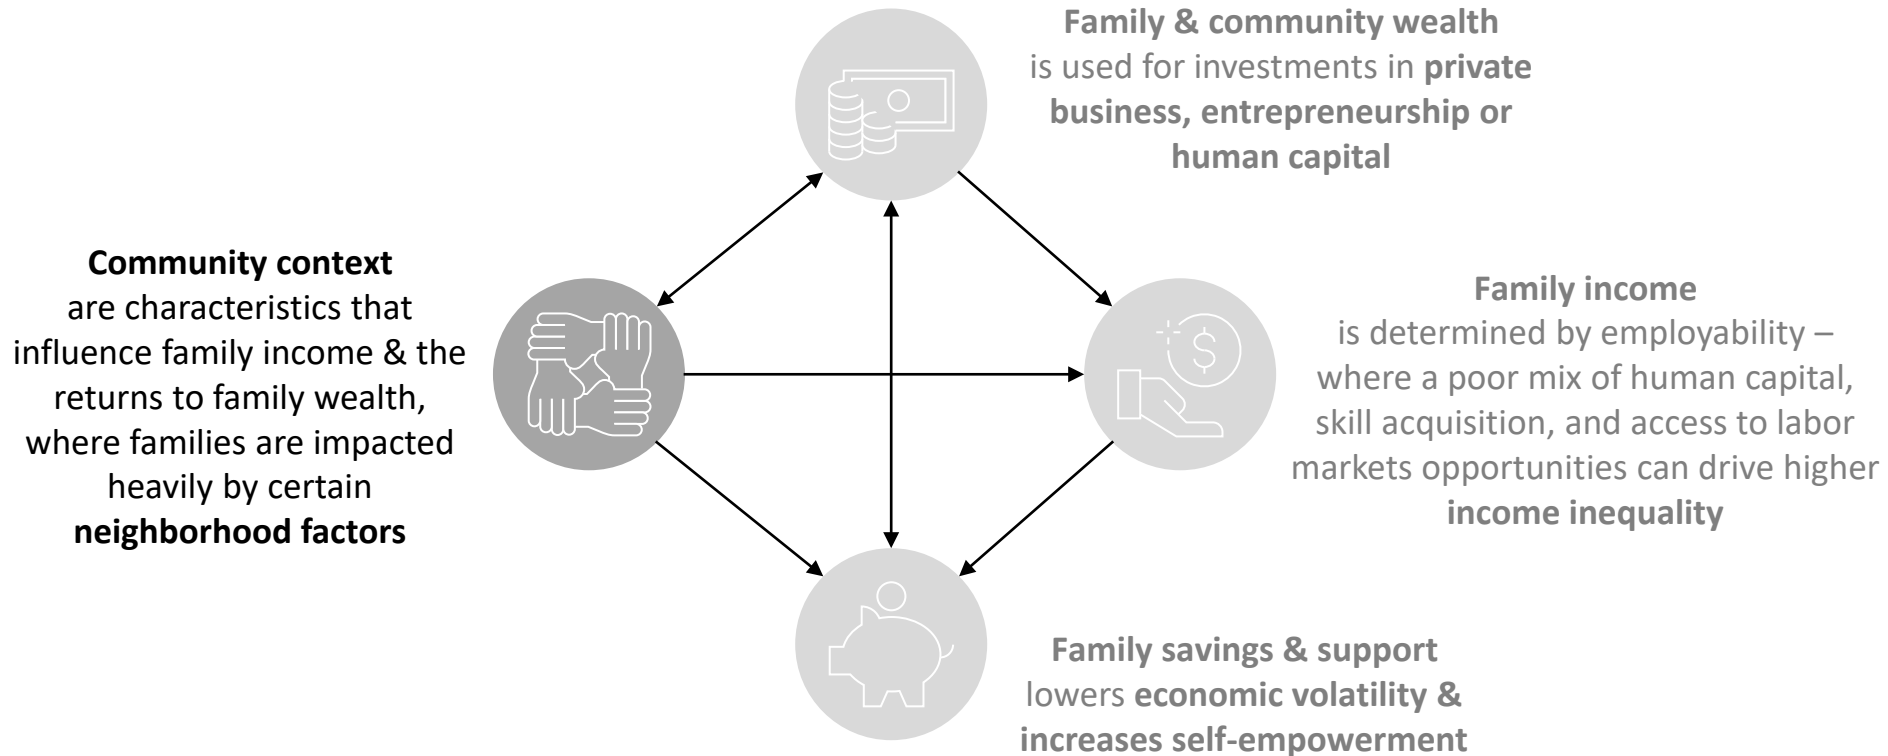 Family & community wealth
is used for investments in private
business, entrepreneurship or
human capital
Community context
are characteristics that
influence family income & the
returns to family wealth,
where families are impacted
heavily by certain
neighborhood factors
$
Family income
is determined by employability –
where a poor mix of human capital,
skill acquisition, and access to labor
markets opportunities can drive higher
income inequality
Family savings & support
lowers economic volatility &
increases self-empowerment